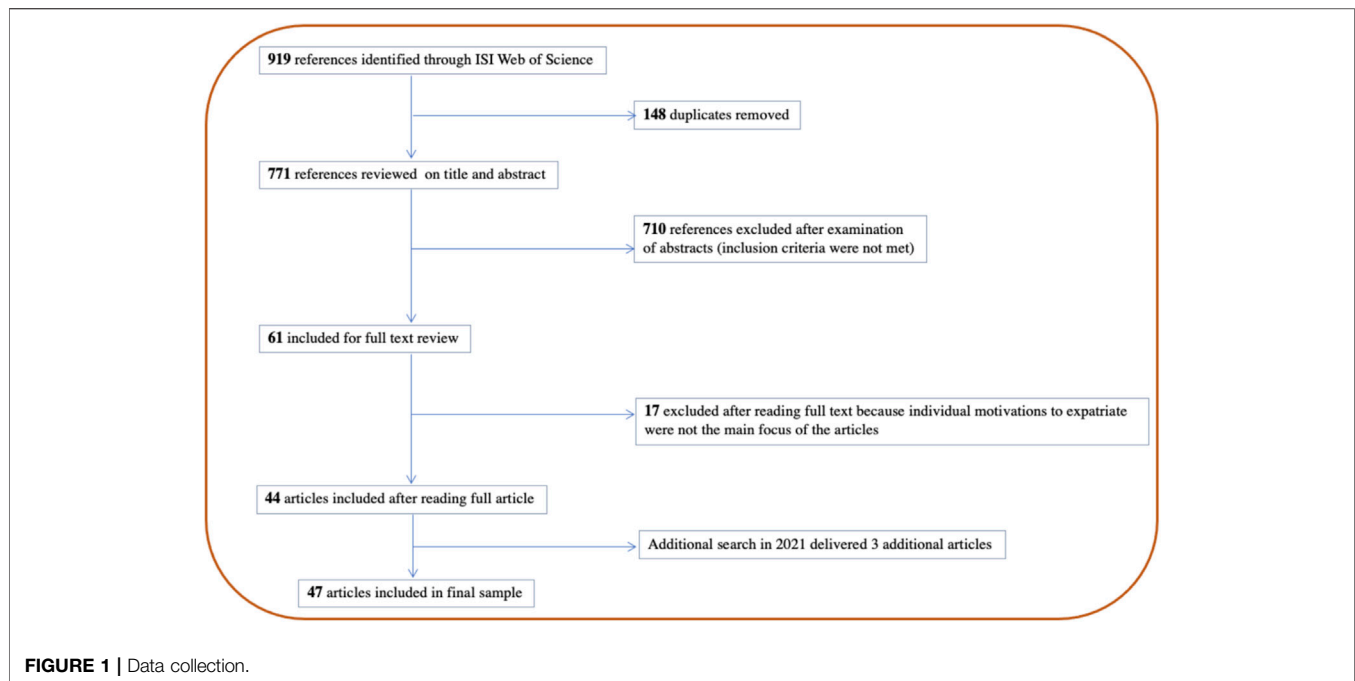 919 references identified through ISI Web of Science
148 duplicates removed
771 references reviewed on title and abstract
710 references excluded after examination
of abstracts (inclusion criteria were not met)
61 included for full text review
17 excluded after reading full text because individual motivations to expatriate
were not the main focus of the articles
44 articles included after reading full article
Additional search in 2021 delivered 3 additional articles
47 articles included in final sample
FIGURE 1 | Data collection.